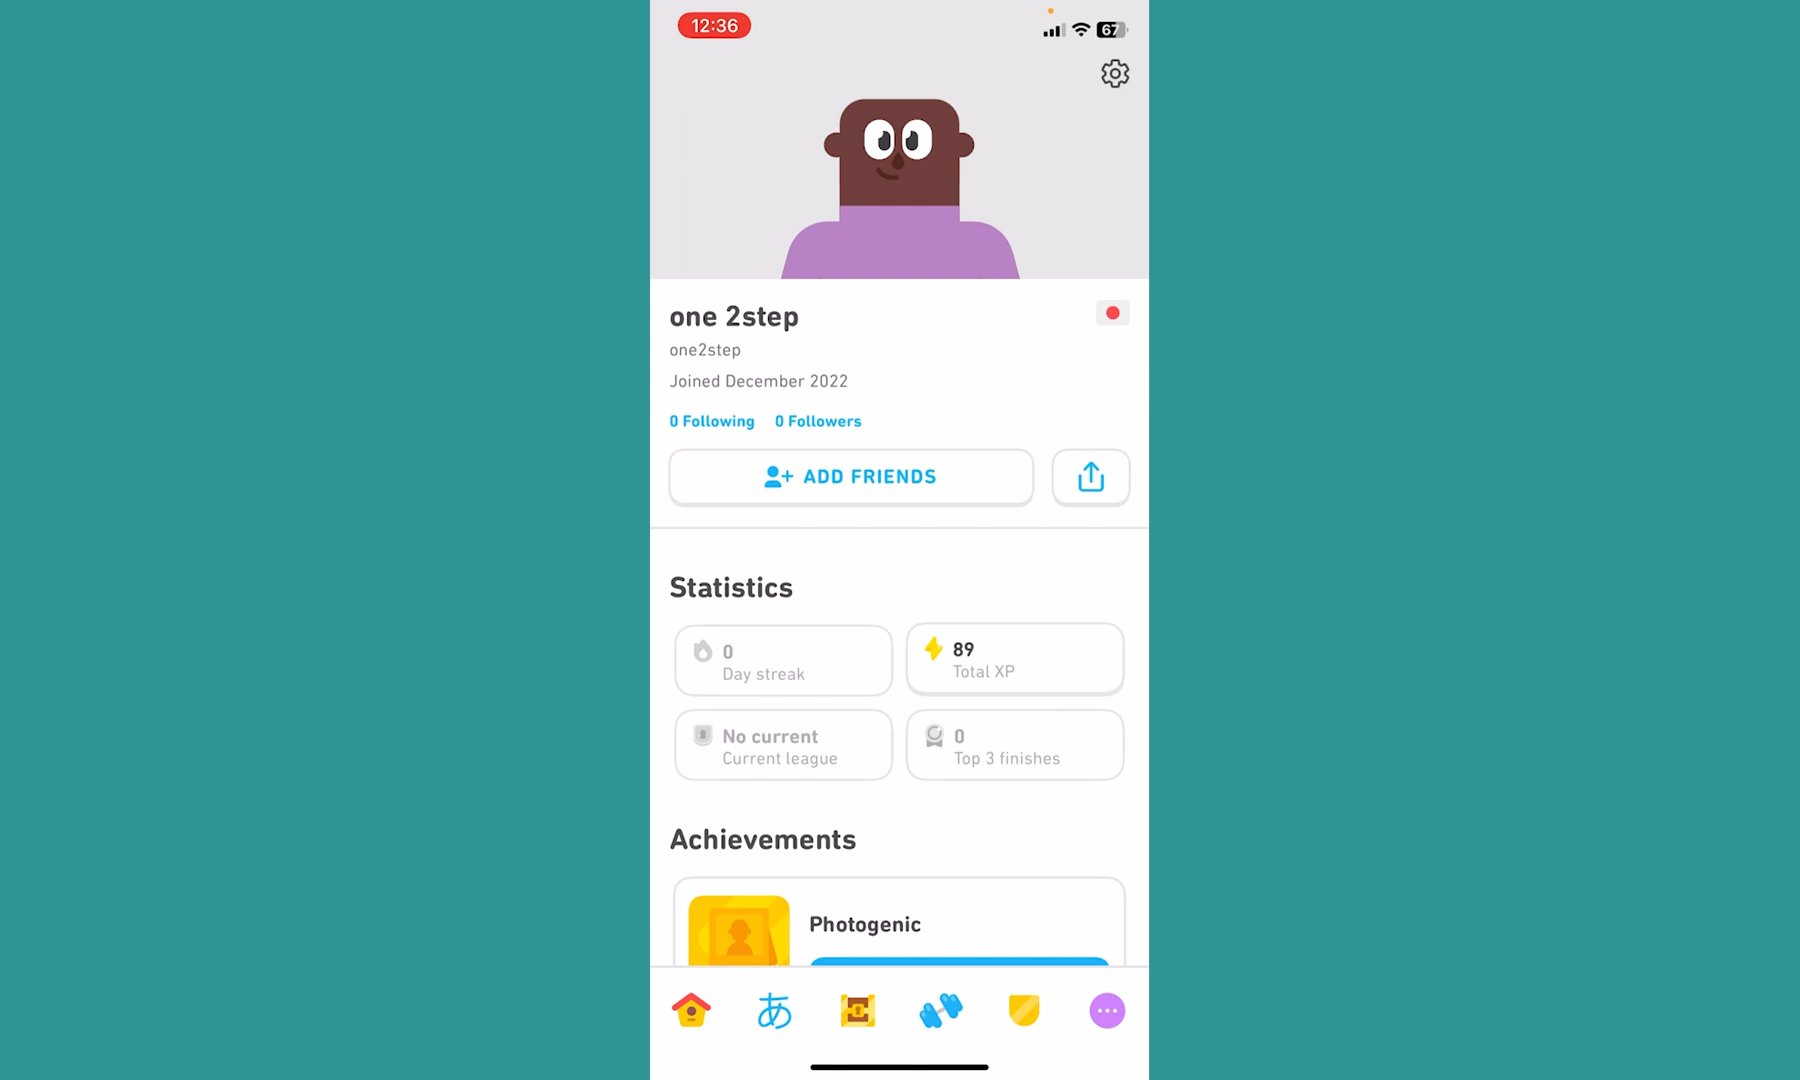 12:36
67
one 2step
one2step
Joined December 2022
0 Following 0 Followers
ADD FRIENDS
Statistics
0
Day streak
89
Total XP
No current
Current league
0
Top 3 finishes
Achievements
Photogenic
あ